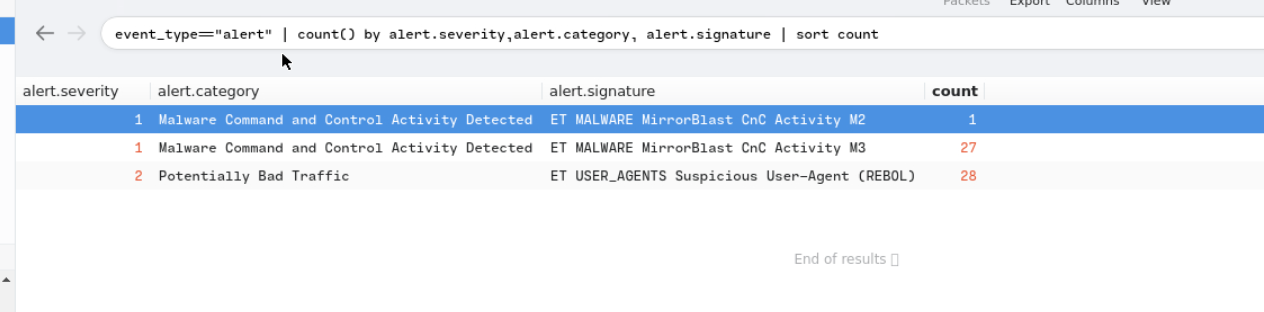 Packets Export Columns View
event_type=="alert" | count() by alert.severity,alert.category, alert.signature | sort count
alert.severity alert.category alert.signature count
1 Malware Command and Control Activity Detected ET MALWARE MirrorBlast CnC Activity M2 1
1 Malware Command and Control Activity Detected ET MALWARE MirrorBlast CnC Activity M3 27
2 Potentially Bad Traffic ET USER_AGENTS Suspicious User-Agent (REBOL) 28
End of results